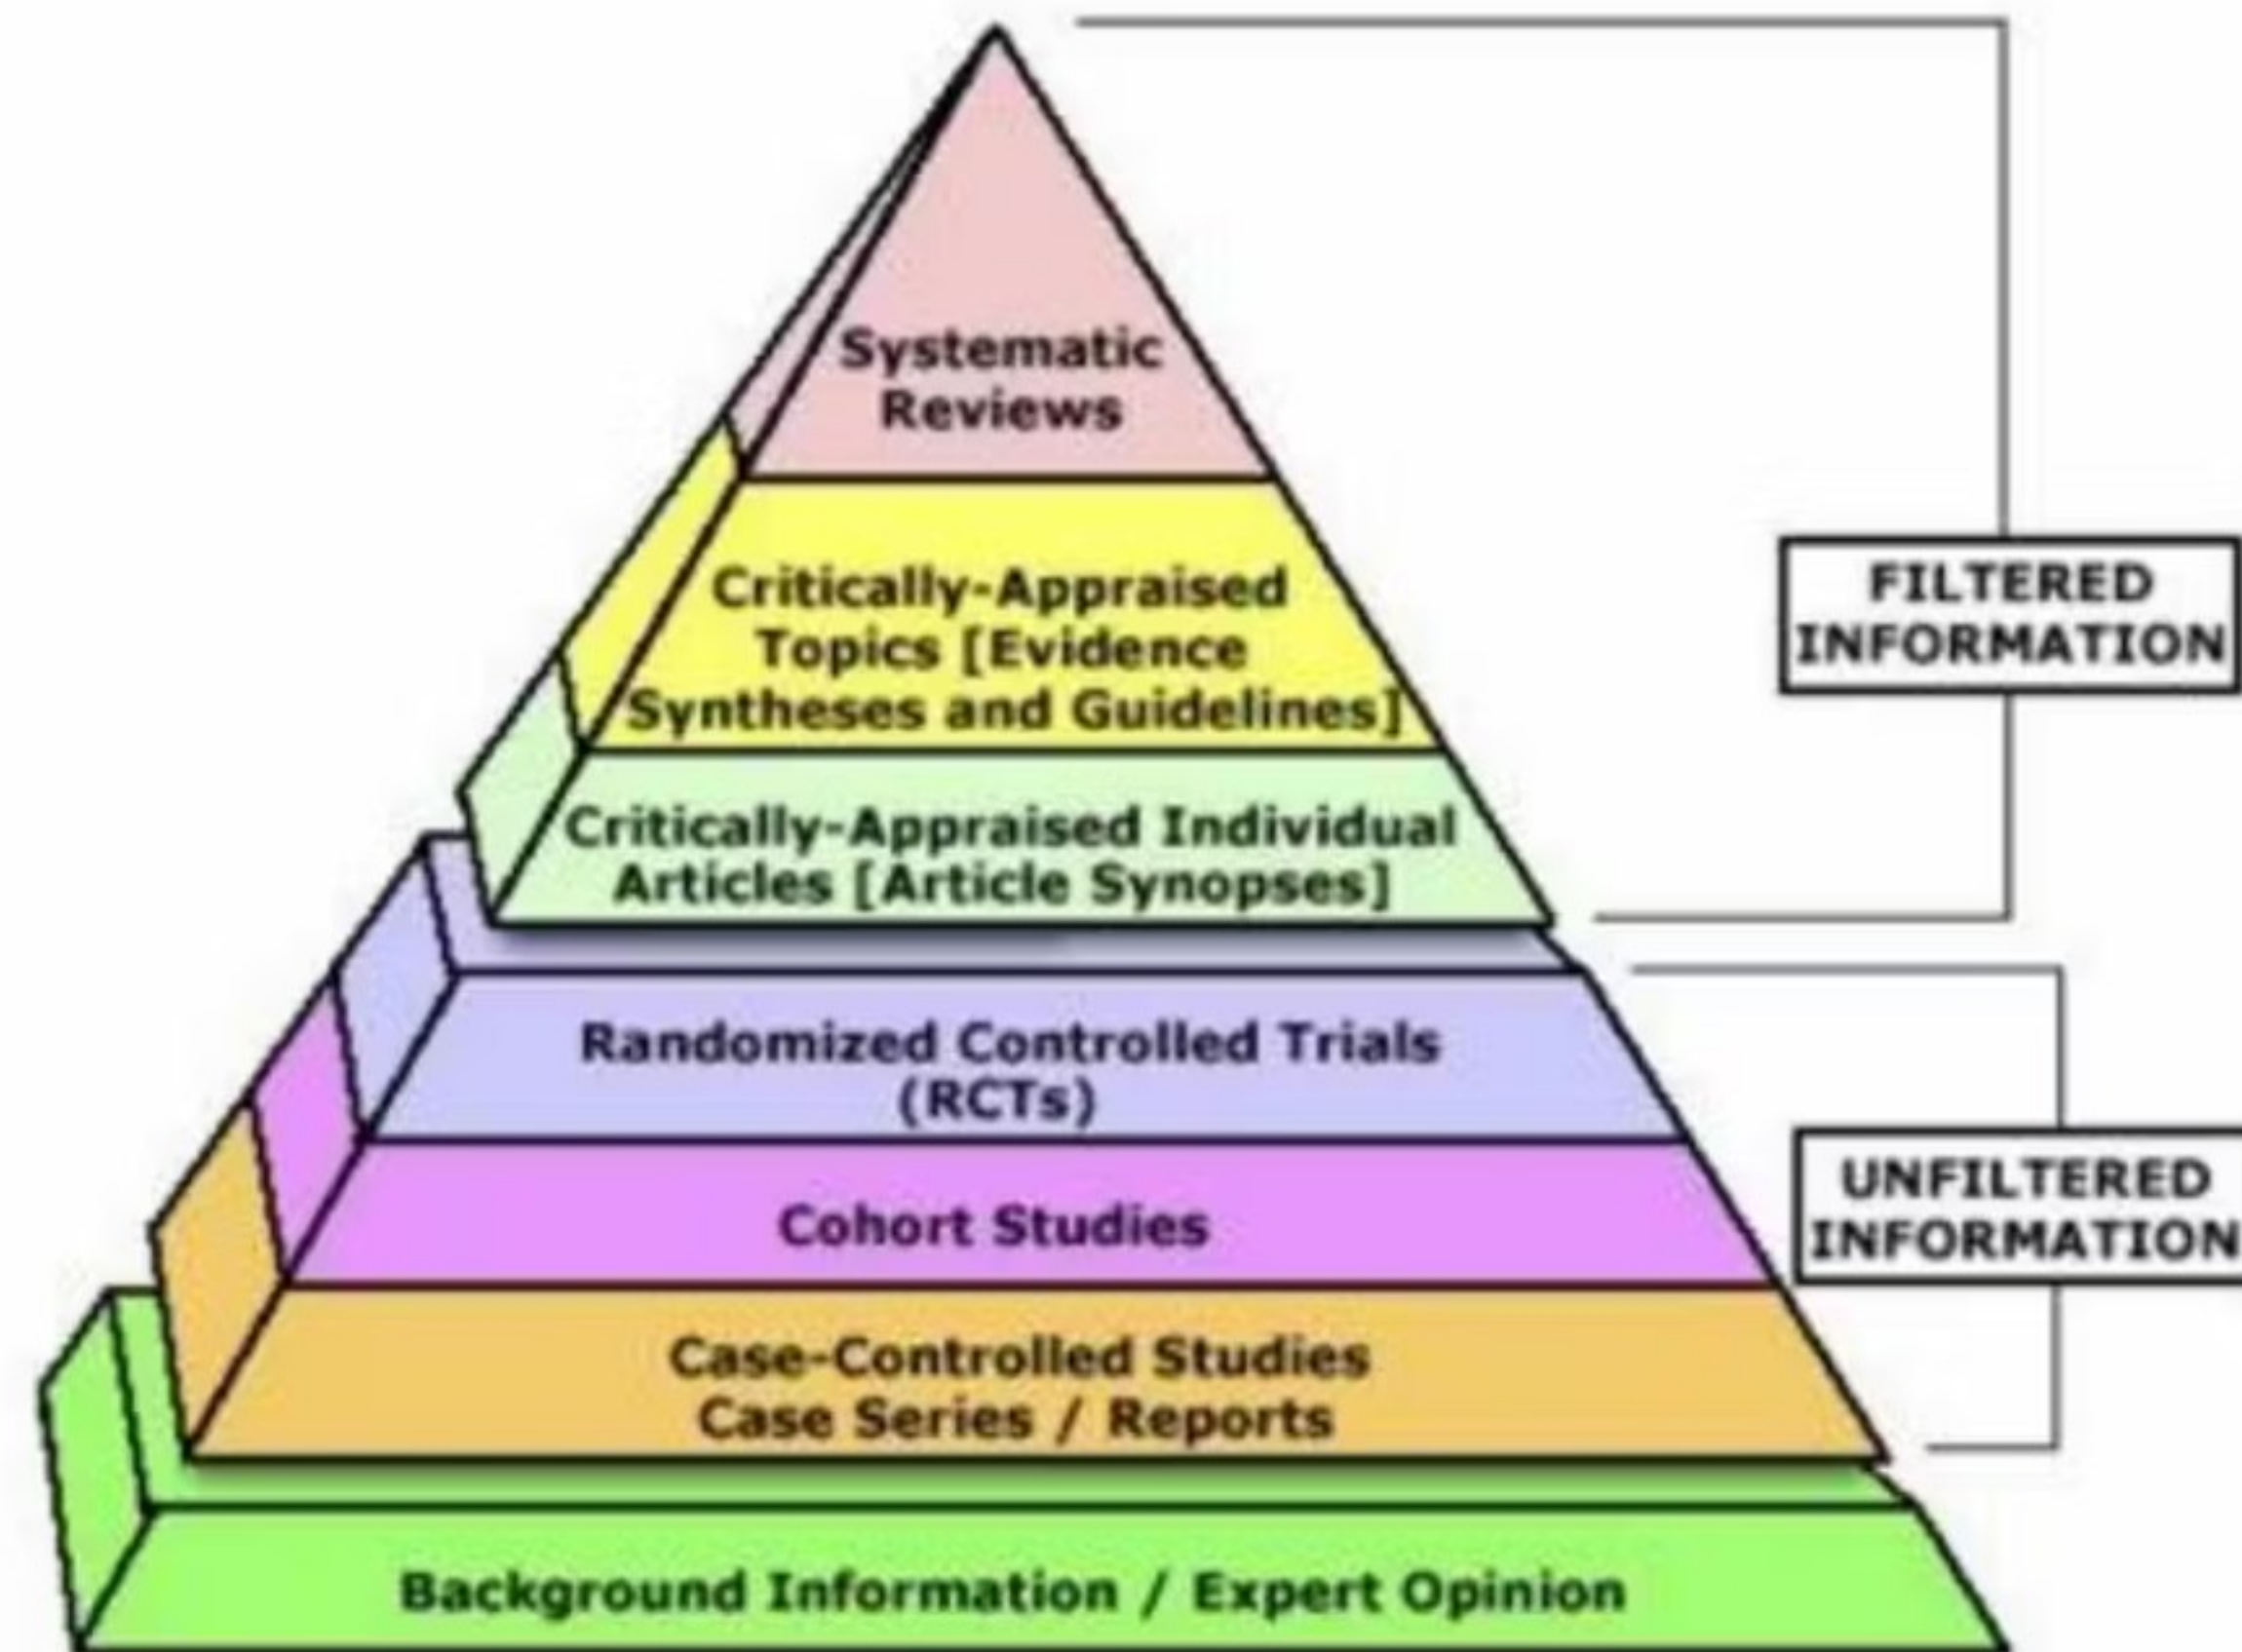 Systematic
Reviews
Critically-Appraised
Topics [Evidence
Syntheses and Guidelines]
FILTERED
INFORMATION
Critically-Appraised Individual
Articles [Article Synopses]
Randomized Controlled Trials
(RCTs)
Cohort Studies
UNFILTERED
INFORMATION
Case-Controlled Studies
Case Series / Reports
Background Information / Expert Opinion